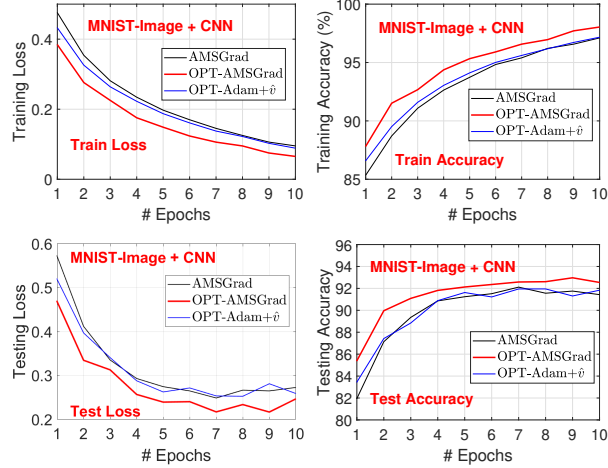 MNIST-Image + CNN
AMSGrad
OPT-AMSGrad
OPT-Adam+v̂
Train Loss
Training Loss
0.4
0.2
0
1 2 3 4 5 6 7 8 9 10
# Epochs
MNIST-Image + CNN
AMSGrad
OPT-AMSGrad
OPT-Adam+v̂
Train Accuracy
Training Accuracy (%)
100
95
90
85
1 2 3 4 5 6 7 8 9 10
# Epochs
MNIST-Image + CNN
AMSGrad
OPT-AMSGrad
OPT-Adam+v̂
Test Loss
Testing Loss
0.6
0.5
0.4
0.3
0.2
1 2 3 4 5 6 7 8 9 10
# Epochs
MNIST-Image + CNN
AMSGrad
OPT-AMSGrad
OPT-Adam+v̂
Test Accuracy
Testing Accuracy
96
94
92
90
88
86
84
82
80
1 2 3 4 5 6 7 8 9 10
# Epochs